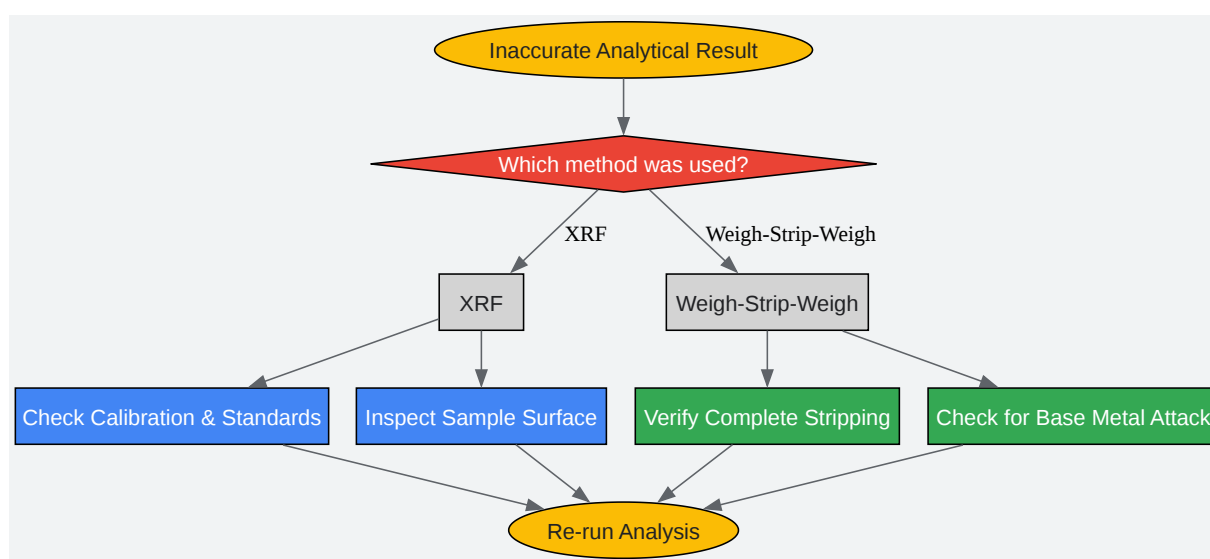 Inaccurate Analytical Result
Which method was used?
XRF
Weigh-Strip-Weigh
XRF
Weigh-Strip-Weigh
Check Calibration & Standards
Inspect Sample Surface
Verify Complete Stripping
Check for Base Metal Attack
Re-run Analysis